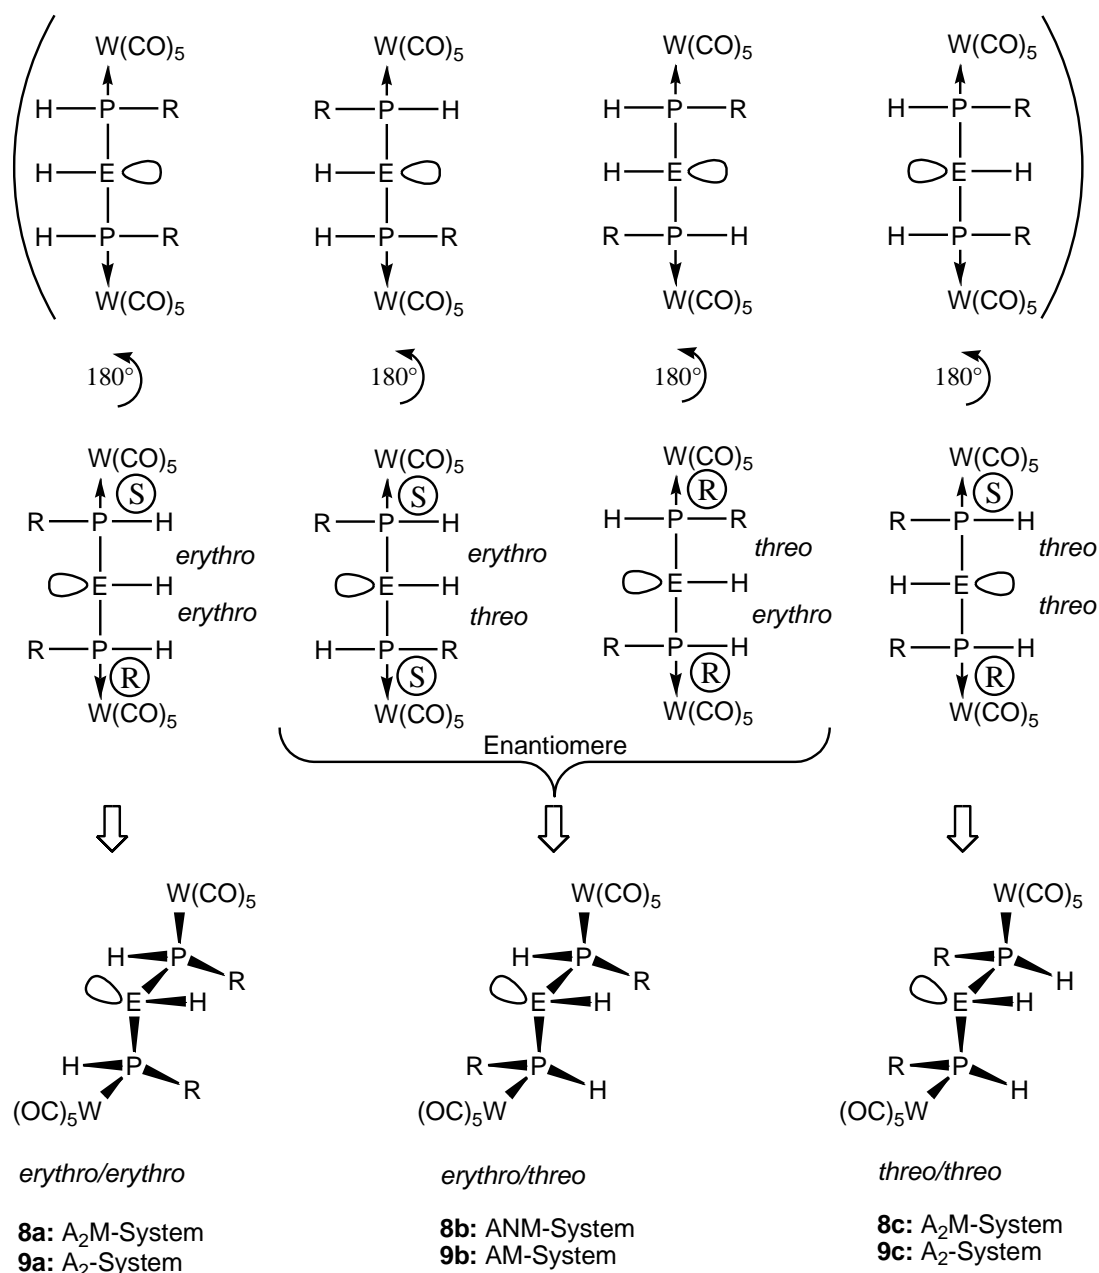 W(CO)5 W(CO)5 W(CO)5 W(CO)5
H P R R P H H P R H P R
H E H E H E E H
H P R H P R R P H H P R
W(CO)5 W(CO)5 W(CO)5 W(CO)5
180° 180° 180° 180°
W(CO)5 W(CO)5 W(CO)5 W(CO)5
S S R S
R P H R P H H P R R P H
erythro erythro threo threo
E H E H E H H E
erythro threo erythro threo
R P H H P R R P H R P H
R S R R
W(CO)5 W(CO)5 W(CO)5 W(CO)5
Enantiomere
W(CO)5 W(CO)5 W(CO)5
H P R H P R R P H
E H E H E H
H P R R P H R P H
(OC)5W (OC)5W (OC)5W
erythro/erythro erythro/threo threo/threo
8a: A2M-System 8b: ANM-System 8c: A2M-System
9a: A2-System 9b: AM-System 9c: A2-System